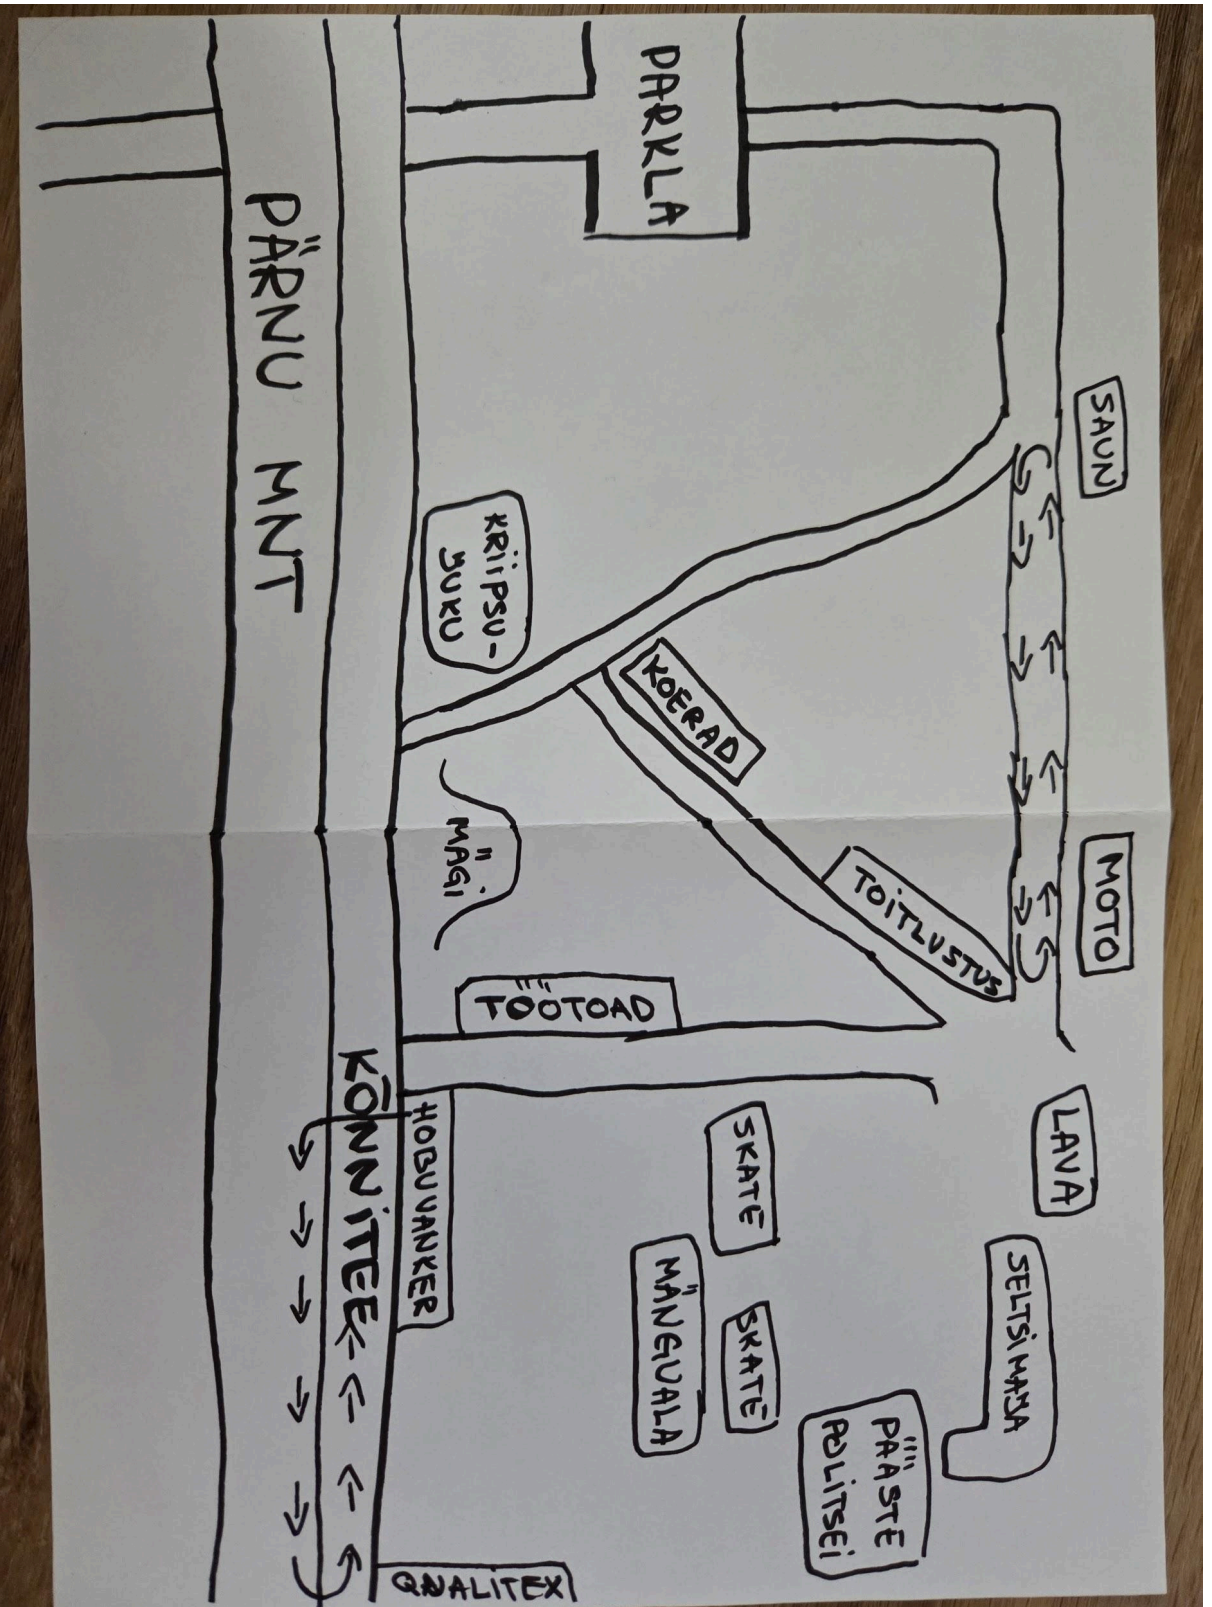 SAUN
MOTO
LAVA
SELTSIMAJA
PARKLA
TOITLUSTUS
PÄÄSTE
POLITSEI
KOERAD
SKATE
SKATE
MÄNGUALA
KRIIPSU-
JUKU
MÄGI
TÖÖTOAD
HOBUVANKER
QUALITEX
KÕNNITEE
PÄRNU MNT